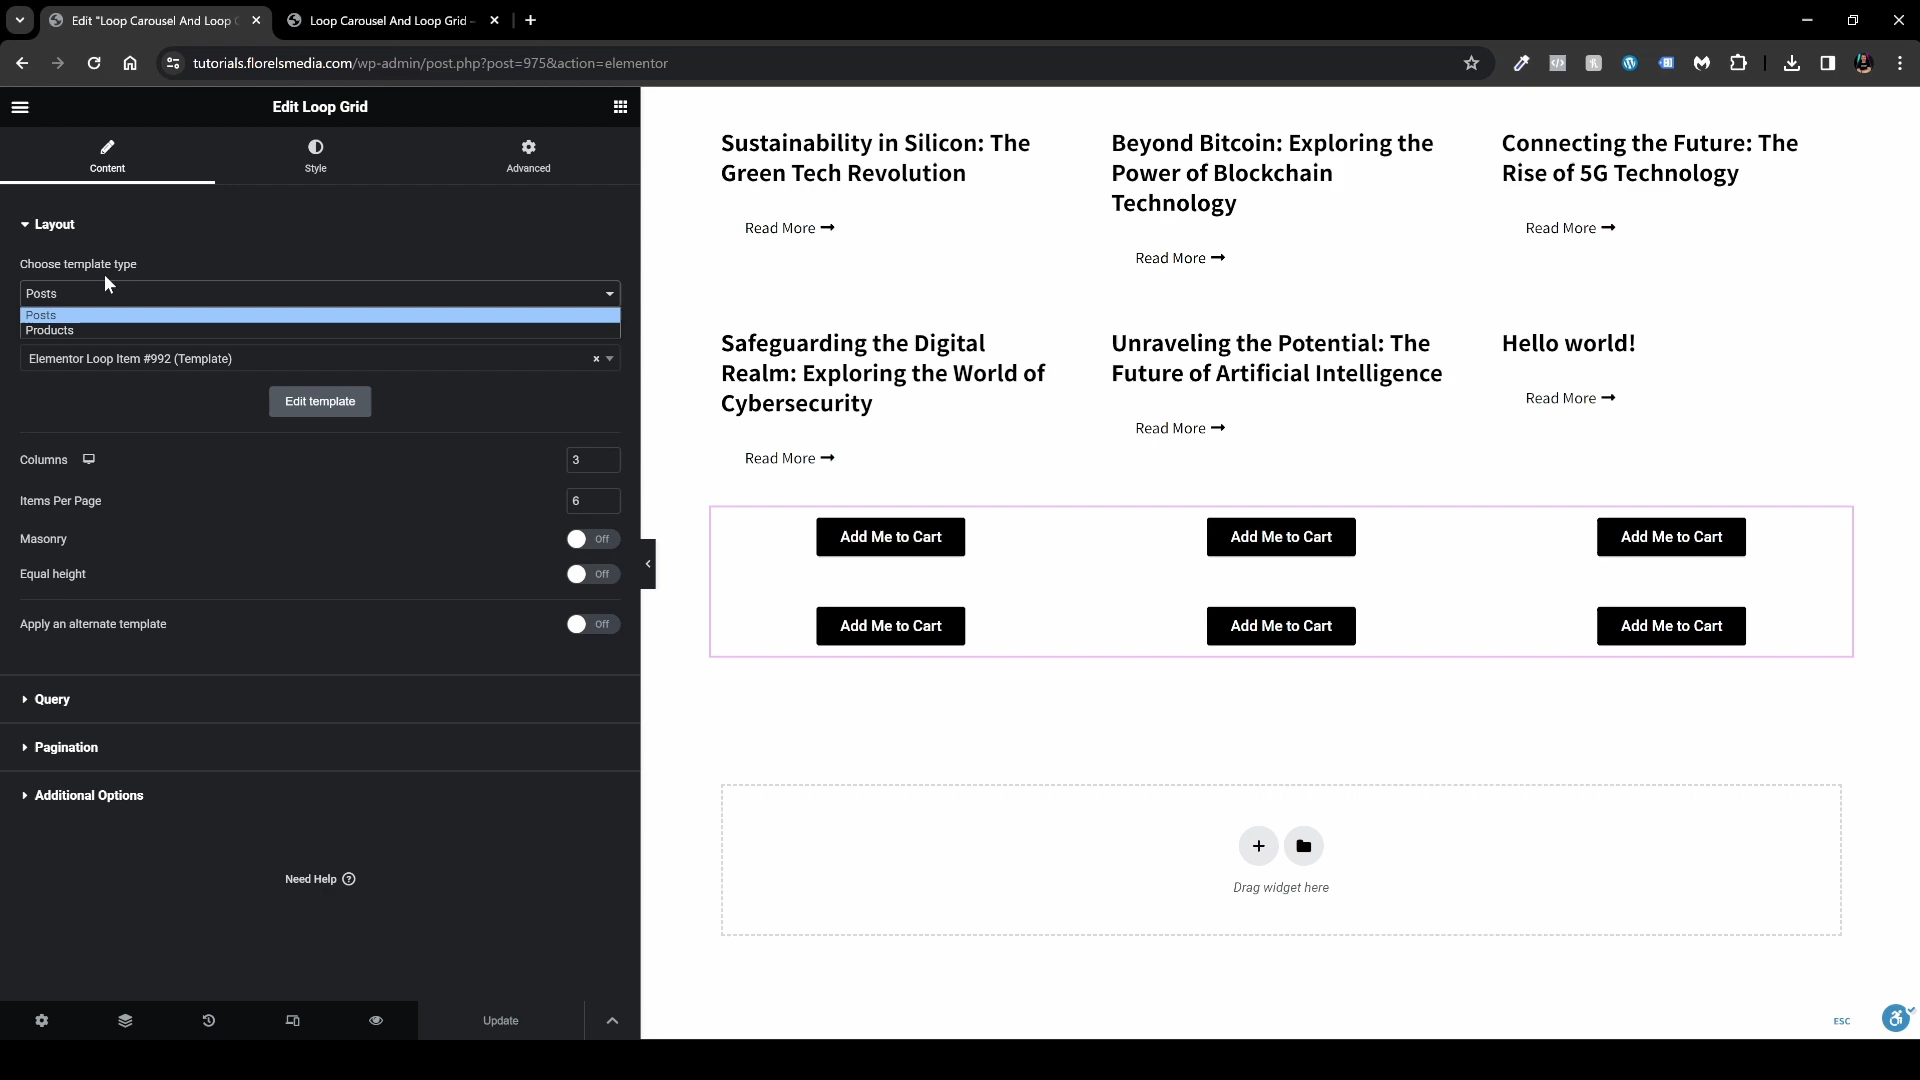 Edit "Loop Carousel And Loop G
Loop Carousel And Loop Grid -
tutorials.florelsmedia.com/wp-admin/post.php?post=975&action=elementor
Edit Loop Grid
Content
Style
Advanced
Layout
Choose template type
Posts
Posts
Products
Elementor Loop Item #992 (Template)
Edit template
Columns
3
Items Per Page
6
Masonry
Off
Equal height
Off
Apply an alternate template
Off
Query
Pagination
Additional Options
Need Help
Update
Sustainability in Silicon: The
Green Tech Revolution
Read More
Beyond Bitcoin: Exploring the
Power of Blockchain
Technology
Read More
Connecting the Future: The
Rise of 5G Technology
Read More
Safeguarding the Digital
Realm: Exploring the World of
Cybersecurity
Read More
Unraveling the Potential: The
Future of Artificial Intelligence
Read More
Hello world!
Read More
Add Me to Cart
Add Me to Cart
Add Me to Cart
Add Me to Cart
Add Me to Cart
Add Me to Cart
Drag widget here
ESC